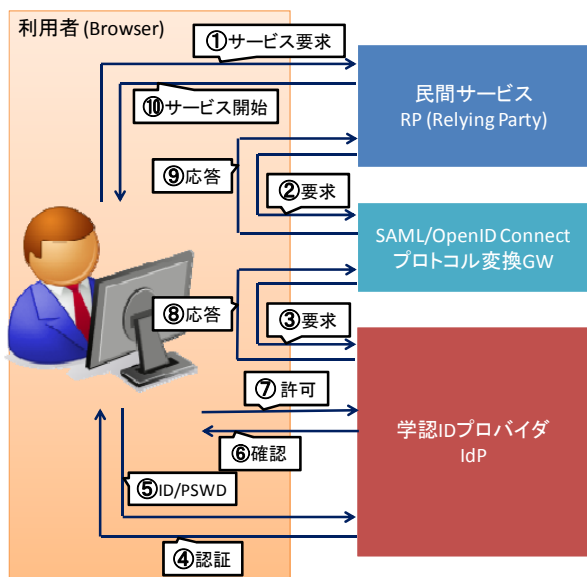 利用者(Browser)
①サービス要求
⑩サービス開始
民間サービス
RP (Relying Party)
⑨応答
②要求
SAML/OpenID Connect
プロトコル変換GW
⑧応答
③要求
⑦許可
⑥確認
学認IDプロバイダ
IdP
⑤ID/PSWD
④認証